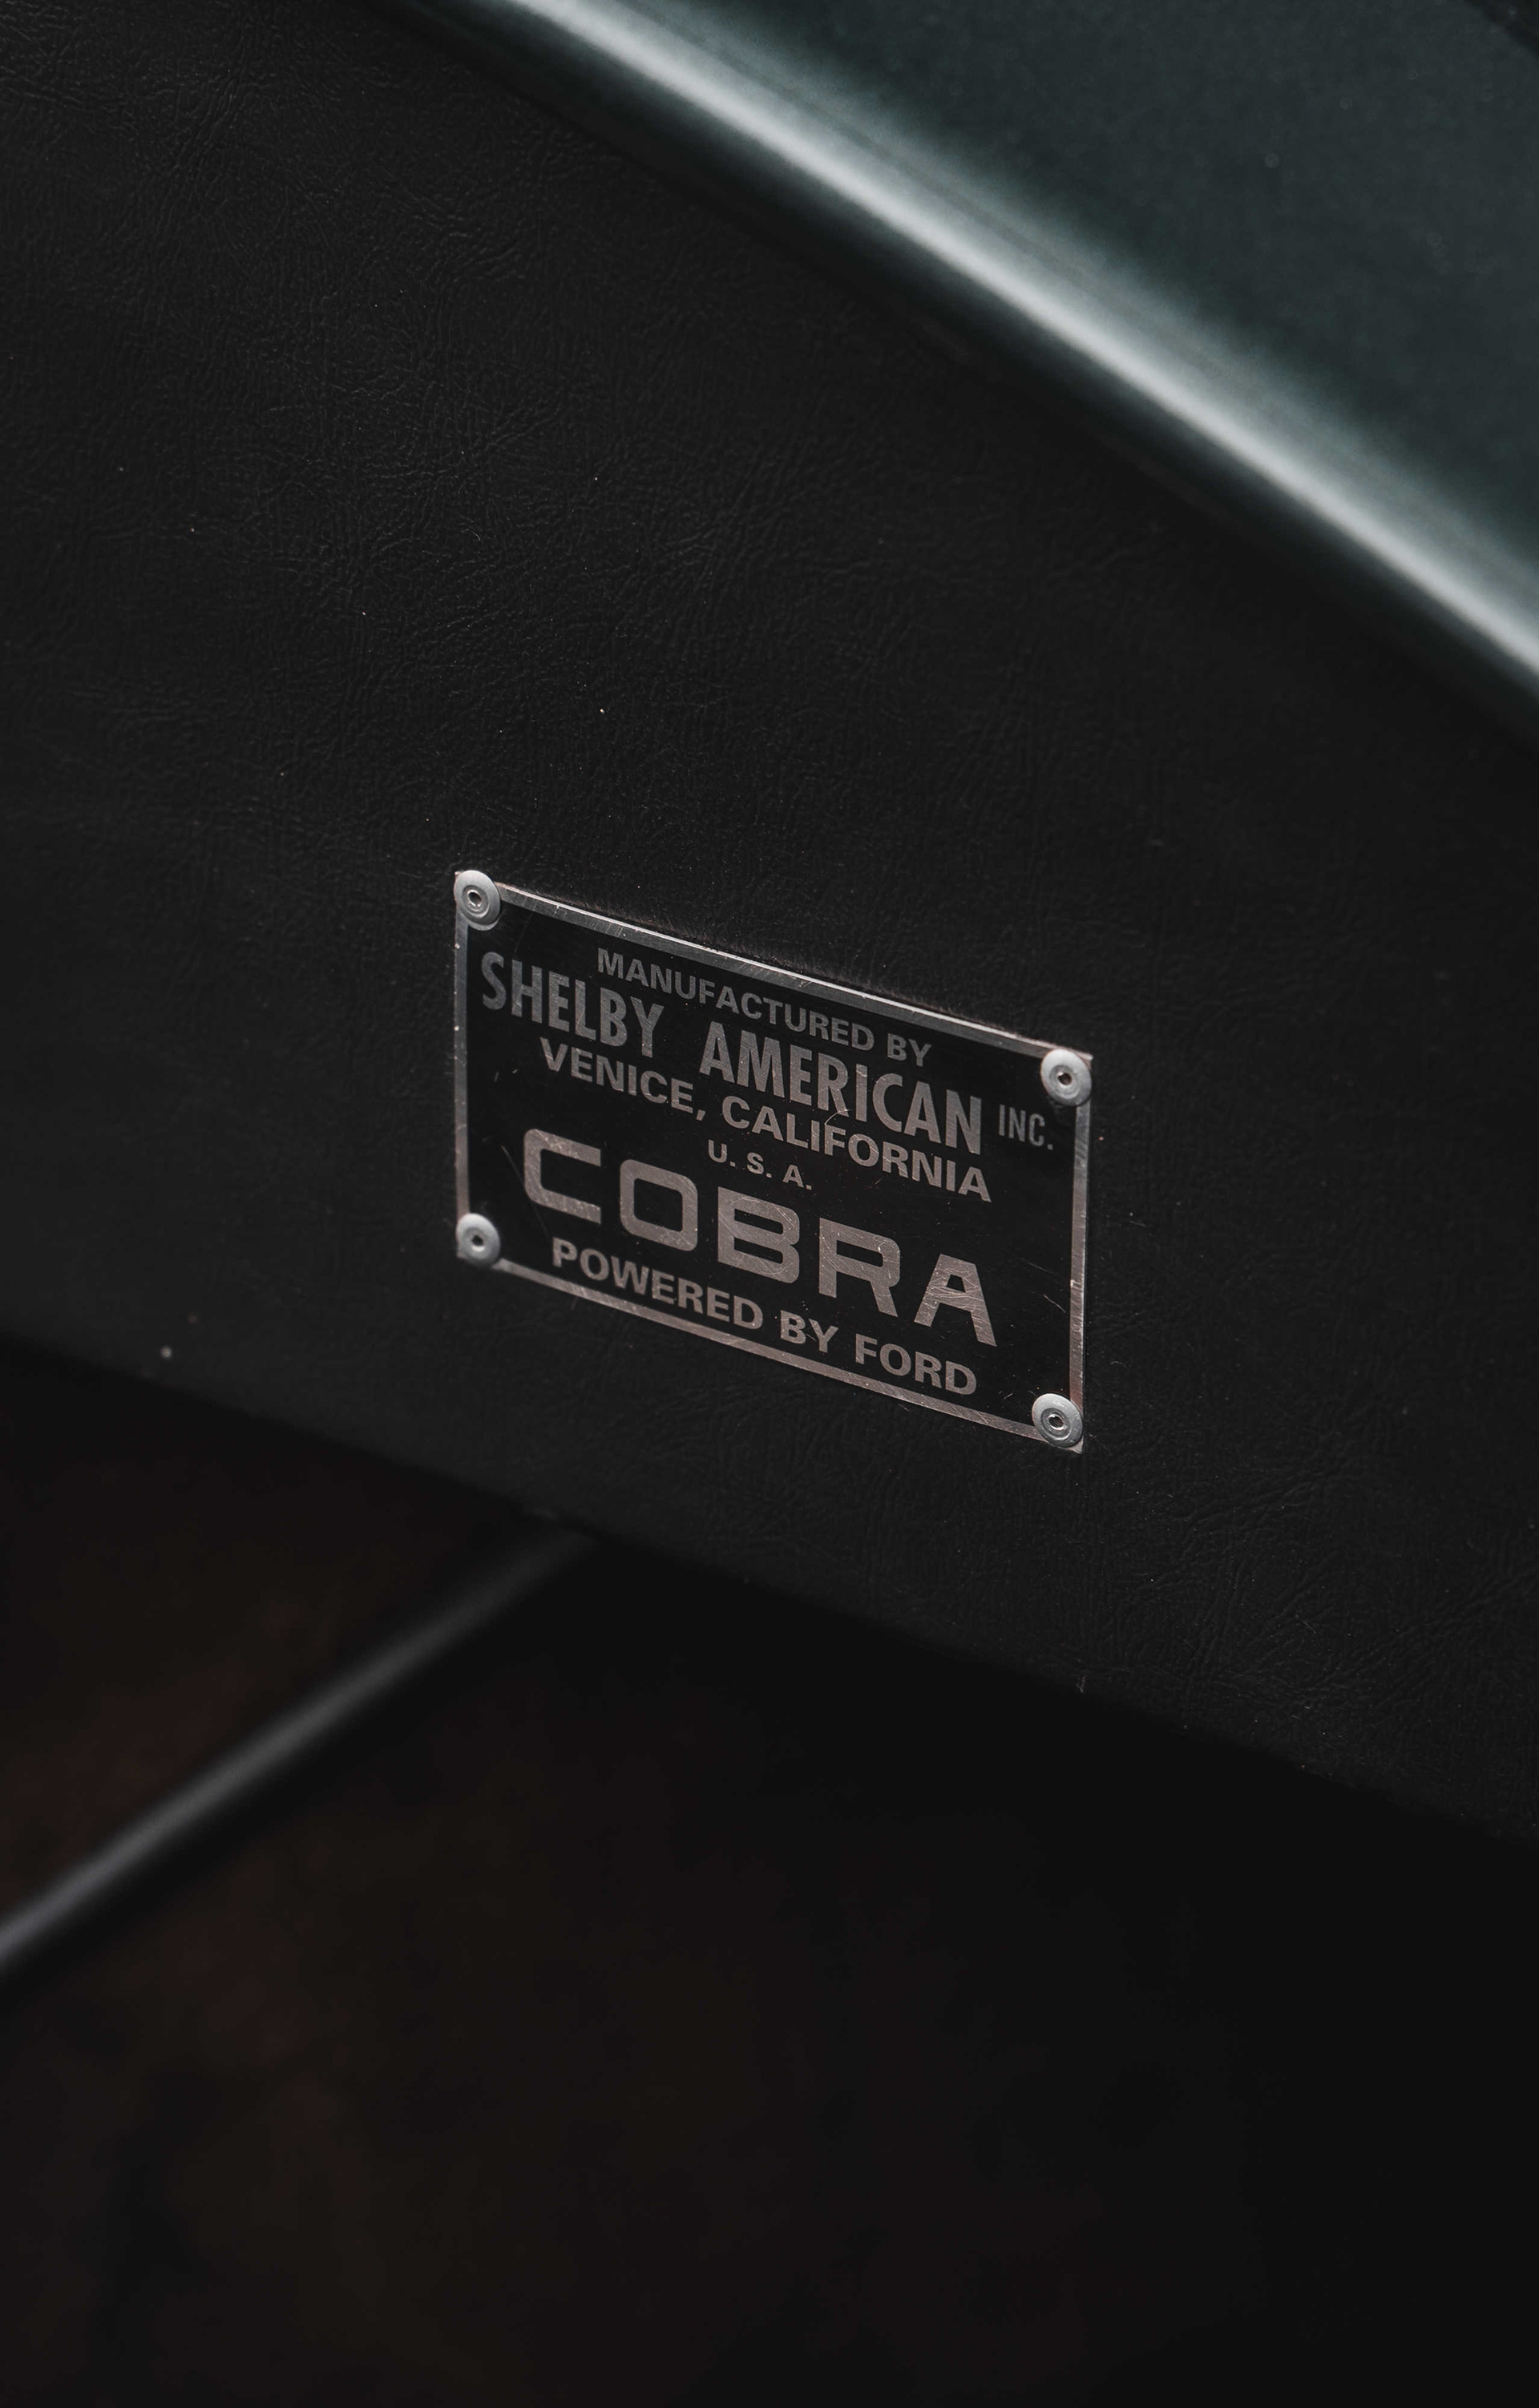 MANUFACTURED BY
SHELBY AMERICAN INC.
VENICE, CALIFORNIA
U. S. A.
COBRA
POWERED BY FORD